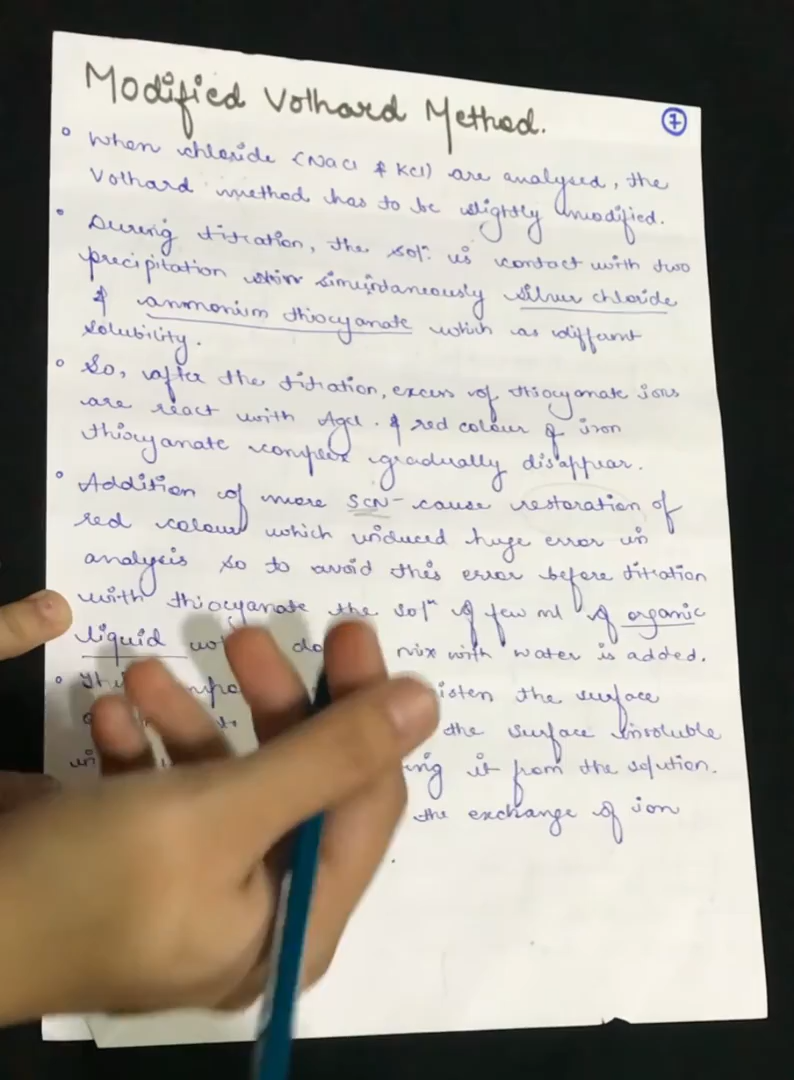 Modified Volhard Method.
7
• When chloride (NaCl & KCl) are analysed, the
Volhard method has to be slightly modified.
• During titration, the solⁿ is contact with two
precipitation simuintaneously silver chloride
& ammonium thiocyanate which as different
solubility.
• So, after the titration, excess of thiocyanate ions
are react with Agcl. & red colour of iron
thiocyanate complex gradually disappear.
• Addition of more SCN⁻ cause restoration of
red colour which induced huge error in
analysis so to avoid this error before titration
with thiocyanate the solⁿ of few ml of organic
liquid mix with water is added.
• the surface
the surface insoluble
it from the solution.
the exchange of ion